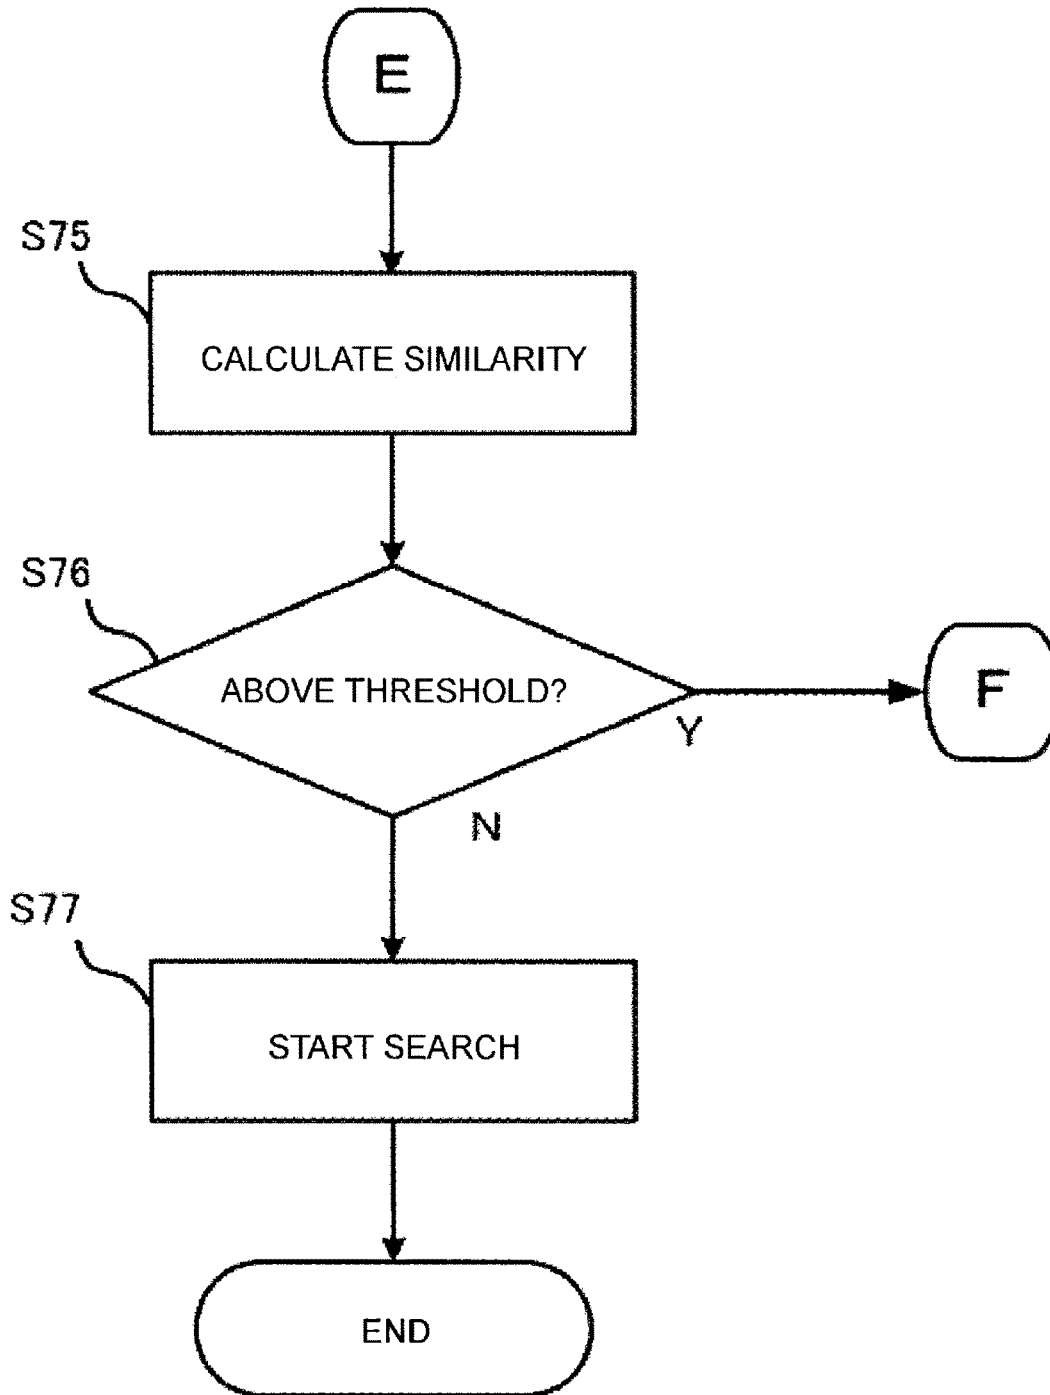 E
S75
CALCULATE SIMILARITY
S76
ABOVE THRESHOLD?
Y
F
N
S77
START SEARCH
END